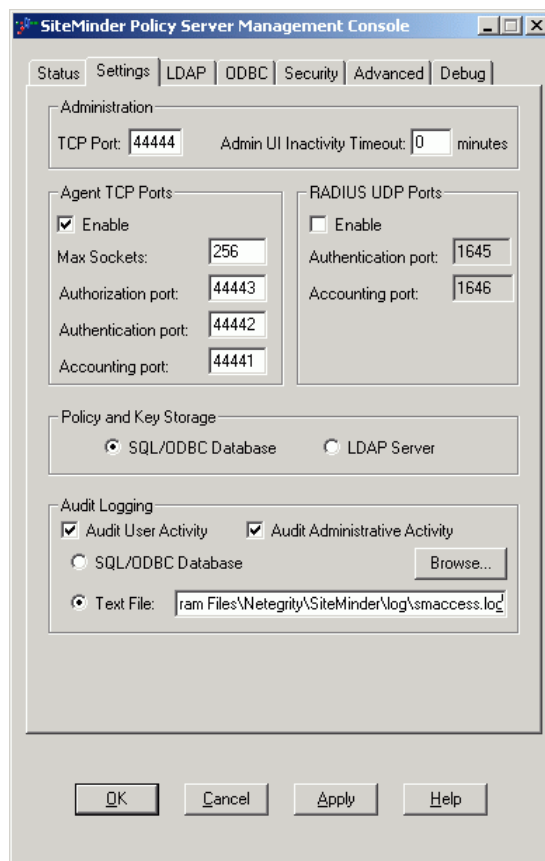 SiteMinder Policy Server Management Console
Status Settings LDAP ODBC Security Advanced Debug
Administration
TCP Port: 44444 Admin UI Inactivity Timeout: 0 minutes
Agent TCP Ports
Enable
Max Sockets: 256
Authorization port: 44443
Authentication port: 44442
Accounting port: 44441
RADIUS UDP Ports
Enable
Authentication port: 1645
Accounting port: 1646
Policy and Key Storage
SQL/ODBC Database LDAP Server
Audit Logging
Audit User Activity Audit Administrative Activity
SQL/ODBC Database Browse...
Text File: ram Files\Netegrity\SiteMinder\log\smaccess.log
OK Cancel Apply Help